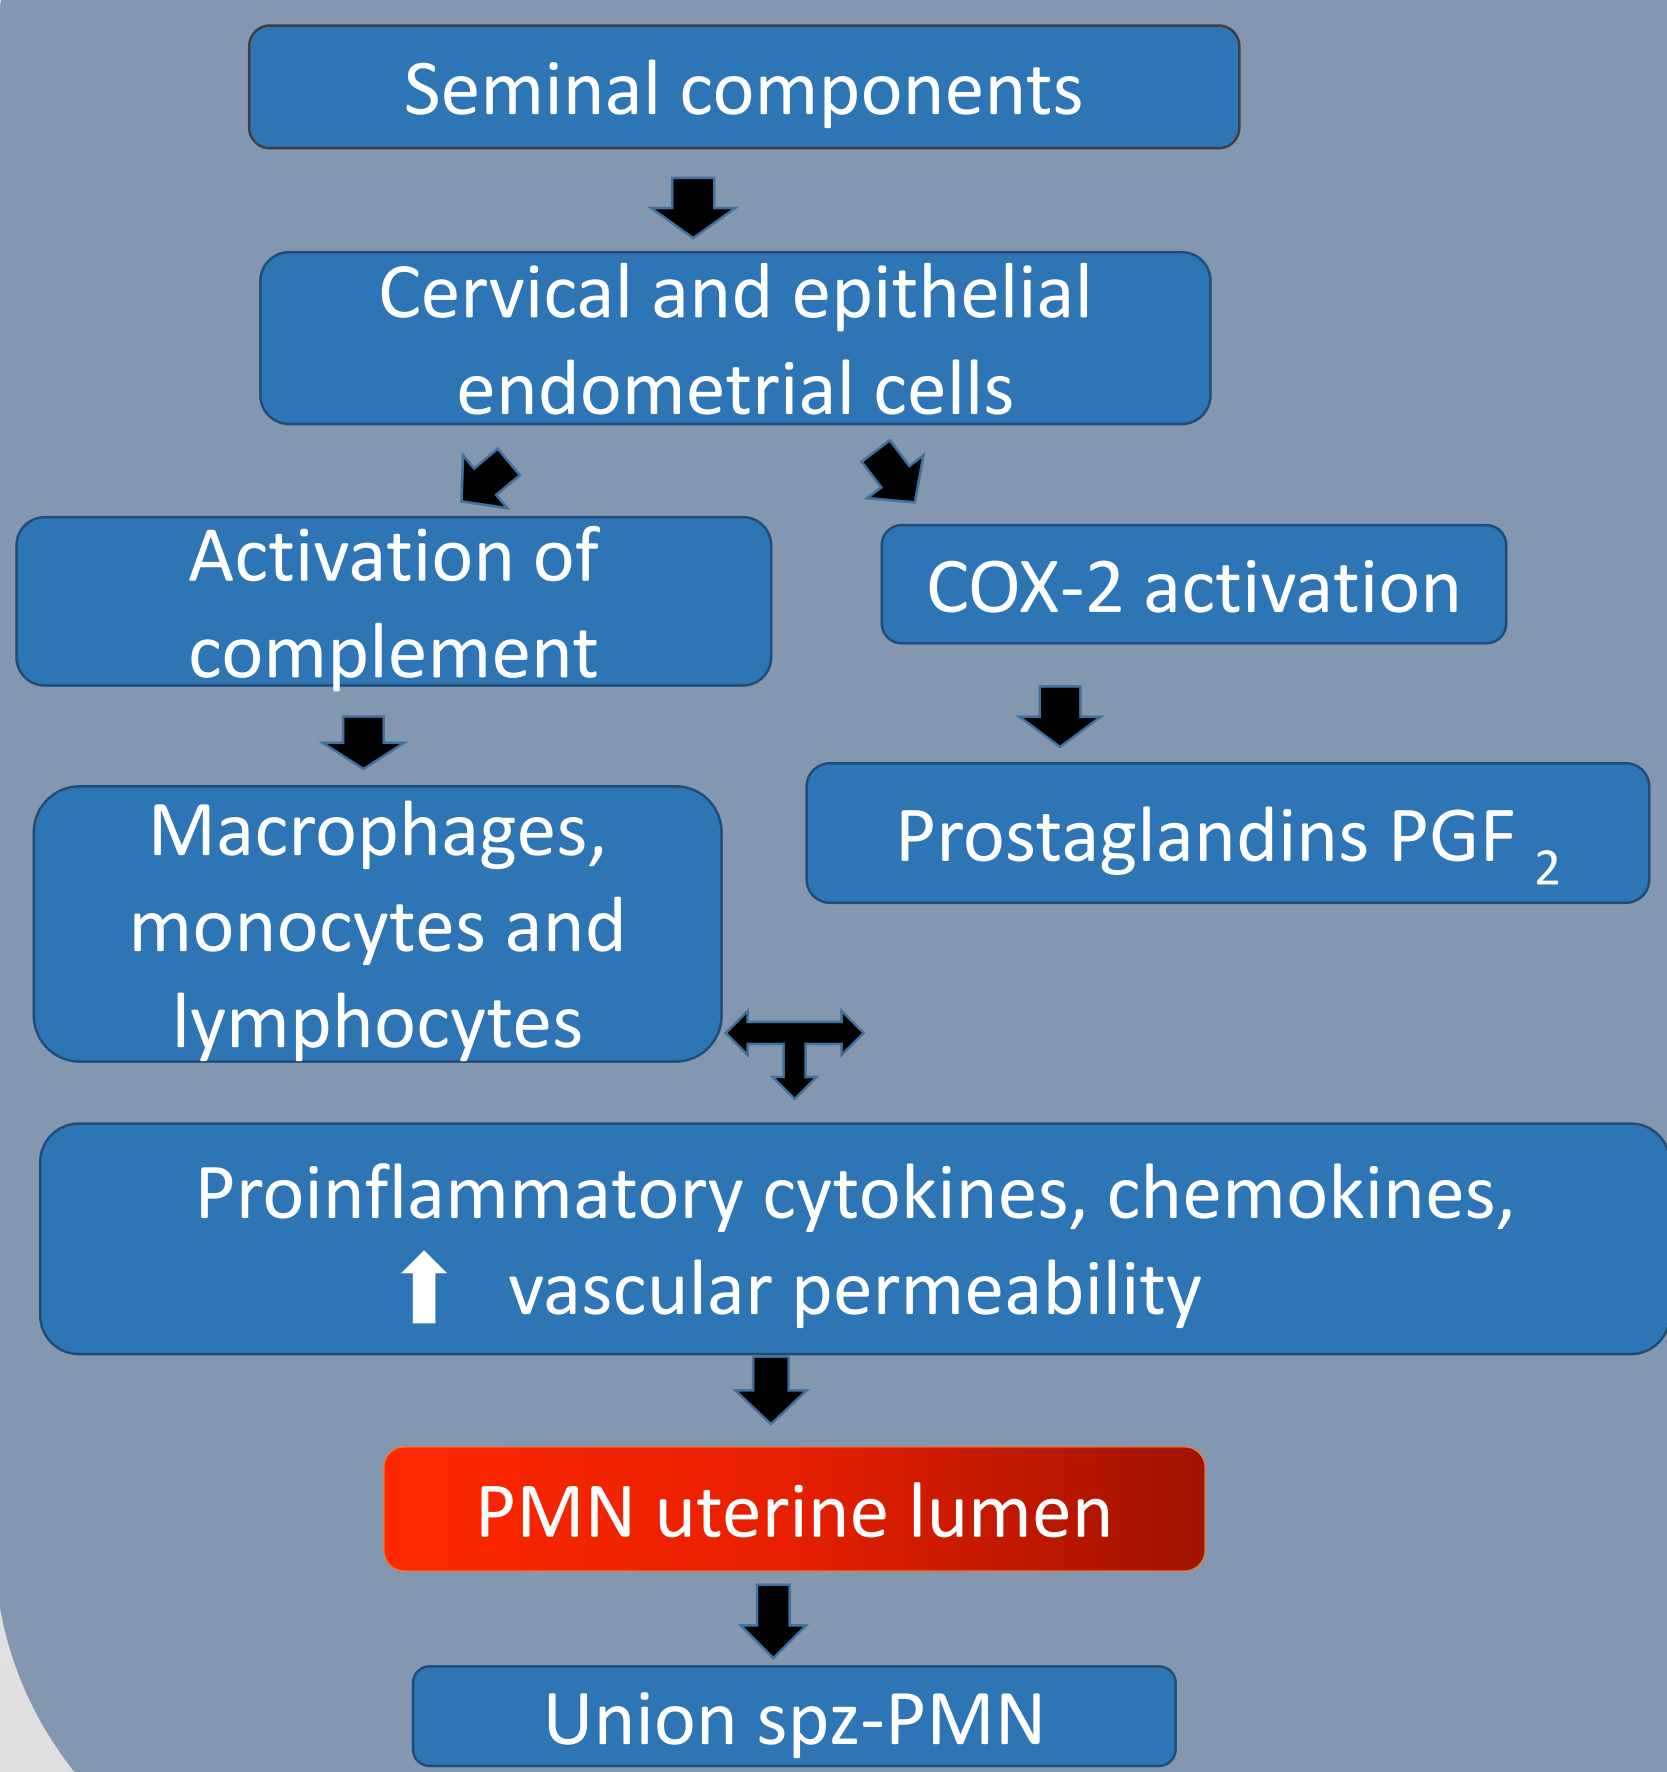 Seminal components
Cervical and epithelial
endometrial cells
Activation of
complement
COX-2 activation
Macrophages,
monocytes and
lymphocytes
Prostaglandins PGF 2
Proinflammatory cytokines, chemokines,
vascular permeability
PMN uterine lumen
Union spz-PMN